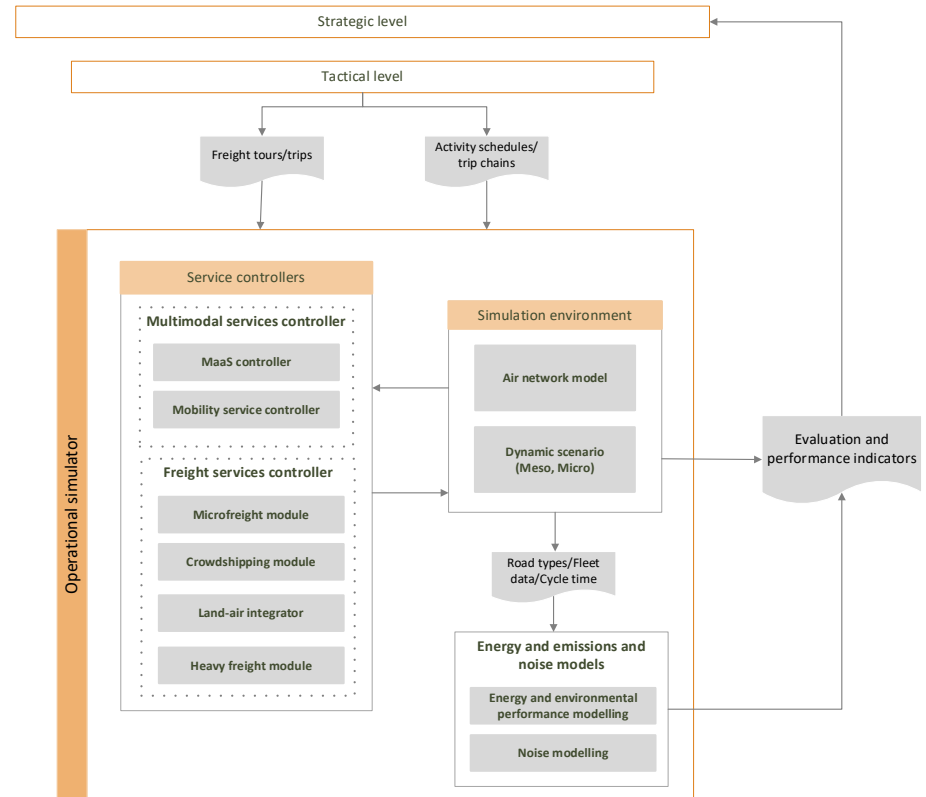 Strategic level
Tactical level
Freight tours/trips
Activity schedules/
trip chains
Operational simulator
Service controllers
Multimodal services controller
MaaS controller
Mobility service controller
Freight services controller
Microfreight module
Crowdshipping module
Land-air integrator
Heavy freight module
Simulation environment
Air network model
Dynamic scenario
(Meso, Micro)
Road types/Fleet
data/Cycle time
Energy and emissions and
noise models
Energy and environmental
performance modelling
Noise modelling
Evaluation and
performance indicators